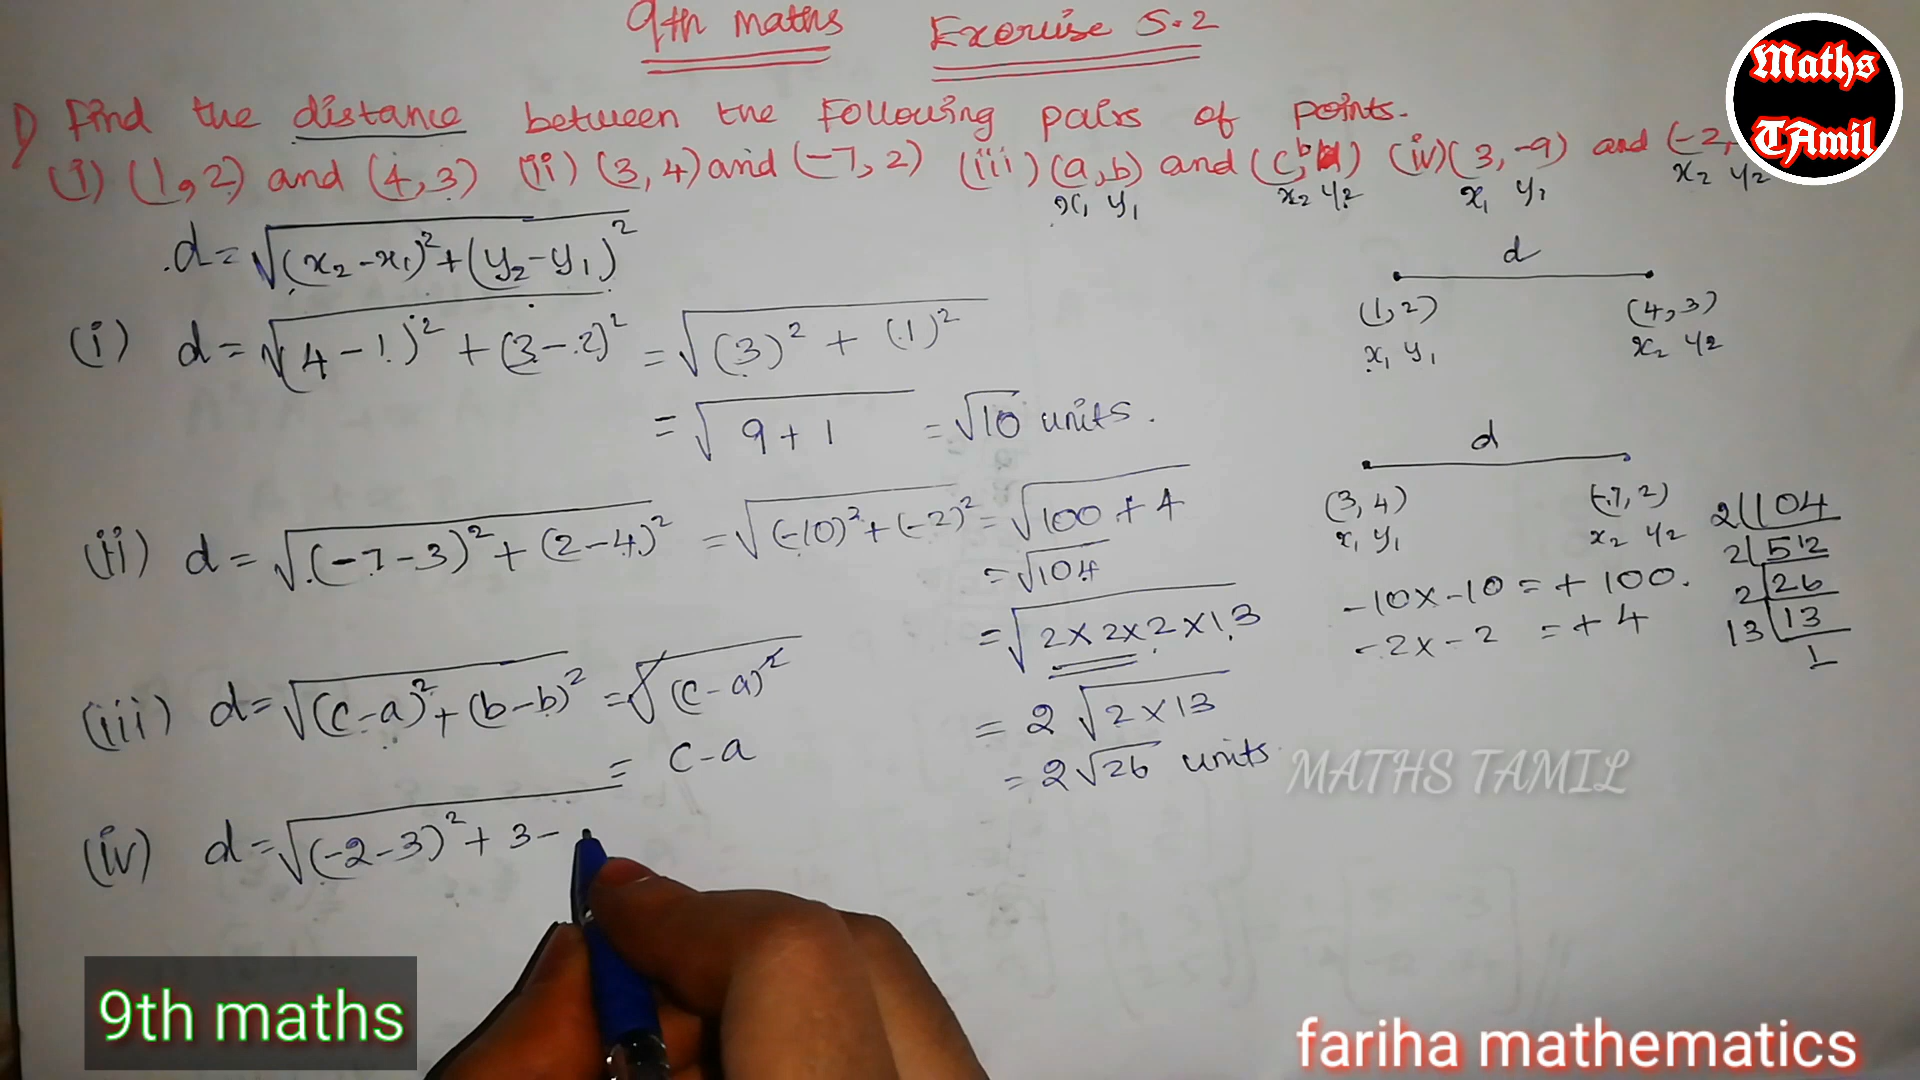 9th maths Exercise 5.2
1) Find the distance between the Following pairs of points.
(i) (1,2) and (4,3) (ii) (3,4) and (-7,2) (iii) (a,b) and (c,b) (iv) (3,-9) and (-2,
x₁ y₁ x₂ y₂ x₁ y₁ x₂ y₂
d = √(x₂-x₁)²+(y₂-y₁)²
d
(1,2) (4,3)
x₁ y₁ x₂ y₂
(i) d = √(4-1)²+(3-2)² = √(3)²+(1)²
= √9+1 = √10 units.
d
(3,4) (-7,2)
x₁ y₁ x₂ y₂
(ii) d = √(-7-3)²+(2-4)² = √(-10)²+(-2)² = √100+4
= √104
= √2×2×2×13
= 2√2×13
= 2√26 units
-10×-10 = +100.
-2×-2 = +4
2|104
2|52
2|26
13|13
1
(iii) d = √(c-a)²+(b-b)² = √(c-a)²
= c-a
(iv) d = √(-2-3)²+3-
Maths
TAmil
MATHS TAMIL
9th maths
fariha mathematics